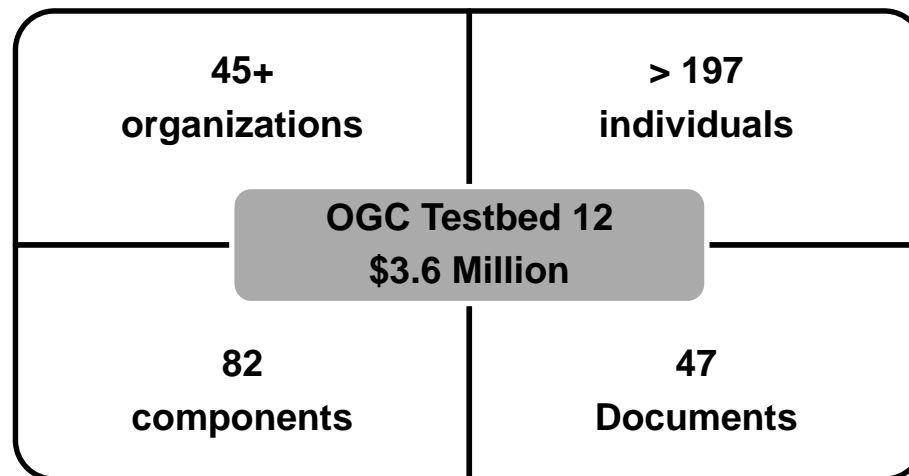 45+
organizations
> 197
individuals
OGC Testbed 12
$3.6 Million
82
components
47
Documents